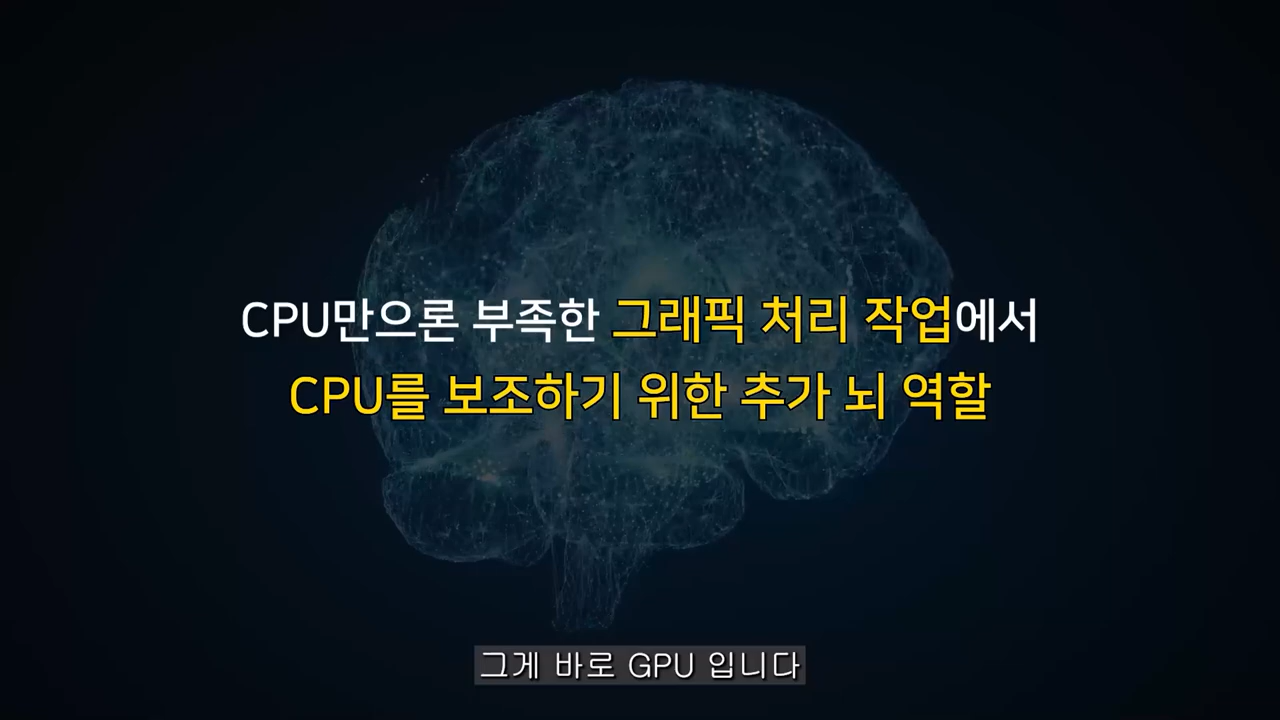 CPU만으론 부족한 그래픽 처리 작업에서
CPU를 보조하기 위한 추가 뇌 역할
그게 바로 GPU 입니다